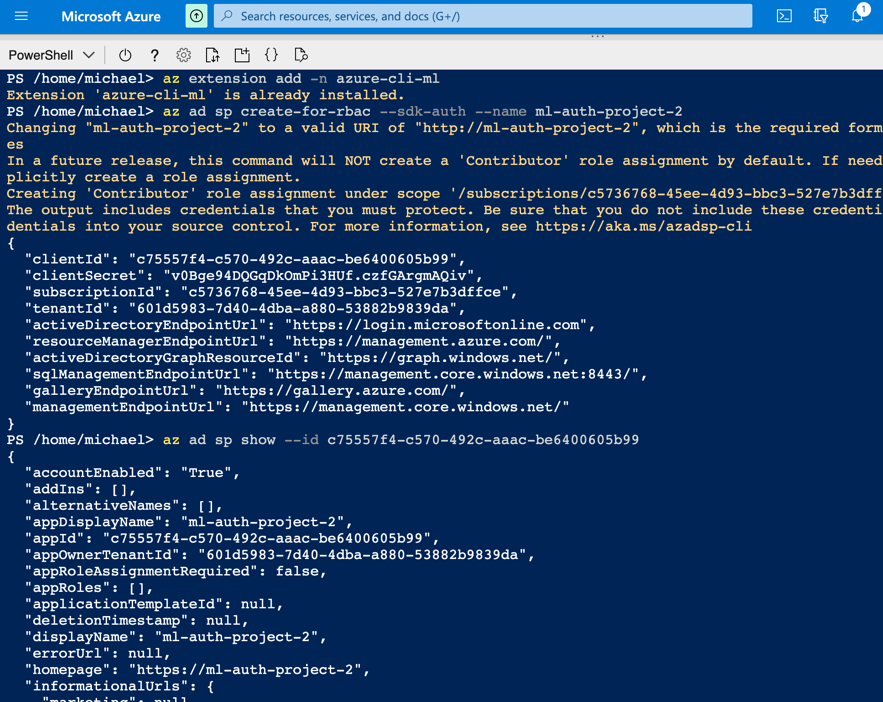 Microsoft Azure
Search resources, services, and docs (G+/)
1
PowerShell
?
{}
PS /home/michael> az extension add -n azure-cli-ml
Extension 'azure-cli-ml' is already installed.
PS /home/michael> az ad sp create-for-rbac --sdk-auth --name ml-auth-project-2
Changing "ml-auth-project-2" to a valid URI of "http://ml-auth-project-2", which is the required form
es
In a future release, this command will NOT create a 'Contributor' role assignment by default. If need
plicitly create a role assignment.
Creating 'Contributor' role assignment under scope '/subscriptions/c5736768-45ee-4d93-bbc3-527e7b3dff
The output includes credentials that you must protect. Be sure that you do not include these credenti
dentials into your source control. For more information, see https://aka.ms/azadsp-cli
{
  "clientId": "c75557f4-c570-492c-aaac-be6400605b99",
  "clientSecret": "v0Bge94DQGqDkOmPi3HUf.czfGArgmAQiv",
  "subscriptionId": "c5736768-45ee-4d93-bbc3-527e7b3dffce",
  "tenantId": "601d5983-7d40-4dba-a880-53882b9839da",
  "activeDirectoryEndpointUrl": "https://login.microsoftonline.com",
  "resourceManagerEndpointUrl": "https://management.azure.com/",
  "activeDirectoryGraphResourceId": "https://graph.windows.net/",
  "sqlManagementEndpointUrl": "https://management.core.windows.net:8443/",
  "galleryEndpointUrl": "https://gallery.azure.com/",
  "managementEndpointUrl": "https://management.core.windows.net/"
}
PS /home/michael> az ad sp show --id c75557f4-c570-492c-aaac-be6400605b99
{
  "accountEnabled": "True",
  "addIns": [],
  "alternativeNames": [],
  "appDisplayName": "ml-auth-project-2",
  "appId": "c75557f4-c570-492c-aaac-be6400605b99",
  "appOwnerTenantId": "601d5983-7d40-4dba-a880-53882b9839da",
  "appRoleAssignmentRequired": false,
  "appRoles": [],
  "applicationTemplateId": null,
  "deletionTimestamp": null,
  "displayName": "ml-auth-project-2",
  "errorUrl": null,
  "homepage": "https://ml-auth-project-2",
  "informationalUrls": {
    "marketing": null